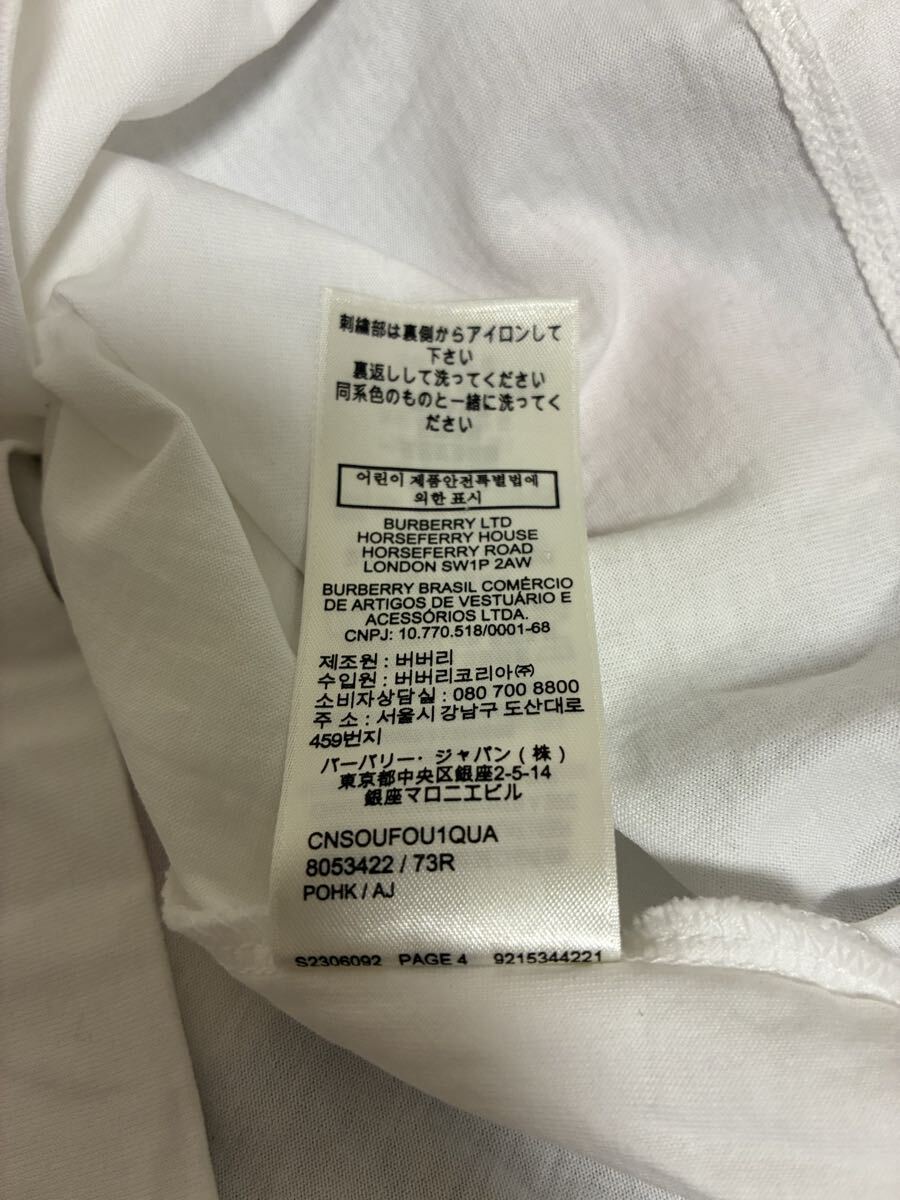 刺繍部は裏側からアイロンして
下さい
裏返しして洗ってください
同系色のものと一緒に洗ってく
ださい
어린이 제품안전특별법에
의한 표시
BURBERRY LTD
HORSEFERRY HOUSE
HORSEFERRY ROAD
LONDON SW1P 2AW
BURBERRY BRASIL COMÉRCIO
DE ARTIGOS DE VESTUÁRIO E
ACESSÓRIOS LTDA.
CNPJ: 10.770.518/0001-68
제조원 : 버버리
수입원 : 버버리코리아㈜
소비자상담실 : 080 700 8800
주 소 : 서울시 강남구 도산대로
459번지
バーバリー・ジャパン(株)
東京都中央区銀座2-5-14
銀座マロニエビル
CNSOUFOU1QUA
8053422 / 73R
POHK / AJ
S2306092 PAGE 4 9215344221